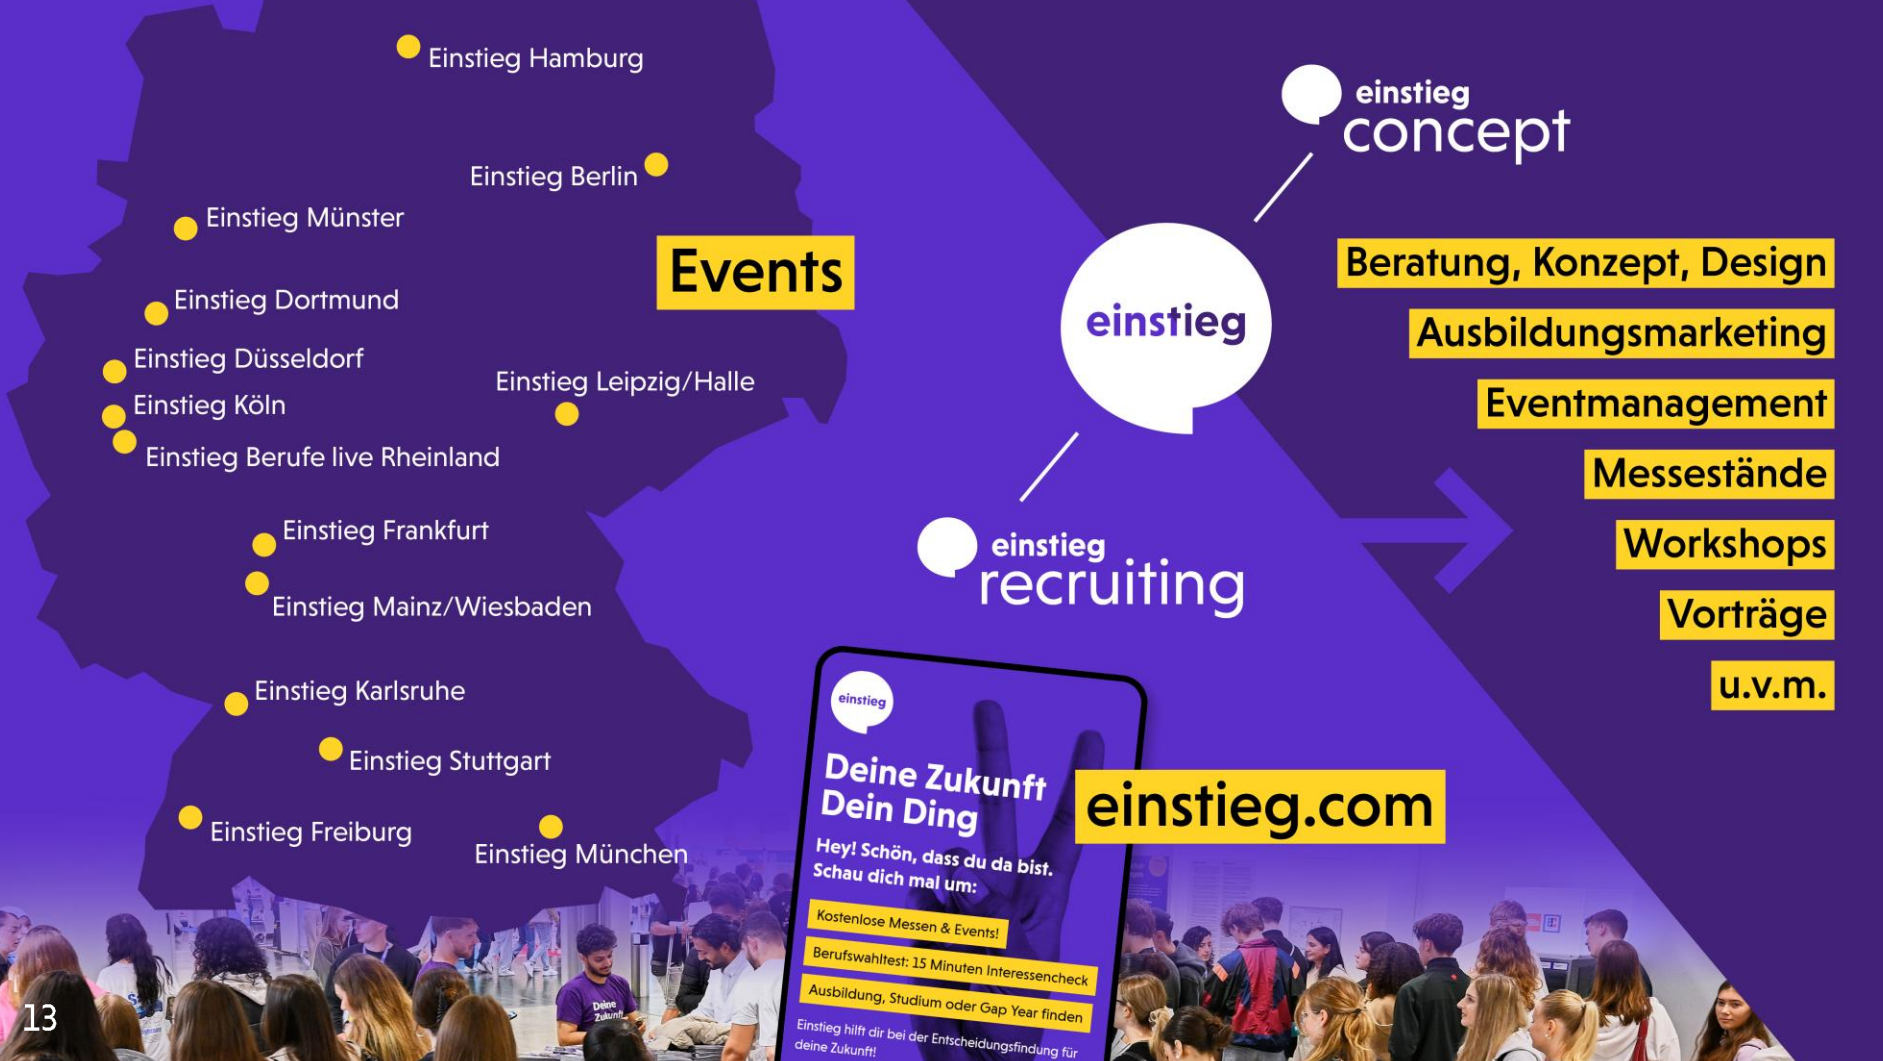 Einstieg Hamburg
Einstieg Berlin
Einstieg Münster
Events
Einstieg Dortmund
Einstieg Düsseldorf
Einstieg Leipzig/Halle
Einstieg Köln
Einstieg Berufe live Rheinland
Einstieg Frankfurt
Einstieg Mainz/Wiesbaden
Einstieg Karlsruhe
Einstieg Stuttgart
Einstieg Freiburg
Einstieg München
einstieg
concept
einstieg
einstieg
recruiting
Beratung, Konzept, Design
Ausbildungsmarketing
Eventmanagement
Messestände
Workshops
Vorträge
u.v.m.
einstieg
Deine Zukunft
Dein Ding
Hey! Schön, dass du da bist.
Schau dich mal um:
Kostenlose Messen & Events!
Berufswahltest: 15 Minuten Interessencheck
Ausbildung, Studium oder Gap Year finden
Einstieg hilft dir bei der Entscheidungsfindung für
deine Zukunft!
einstieg.com
Deine
Zukunft
13